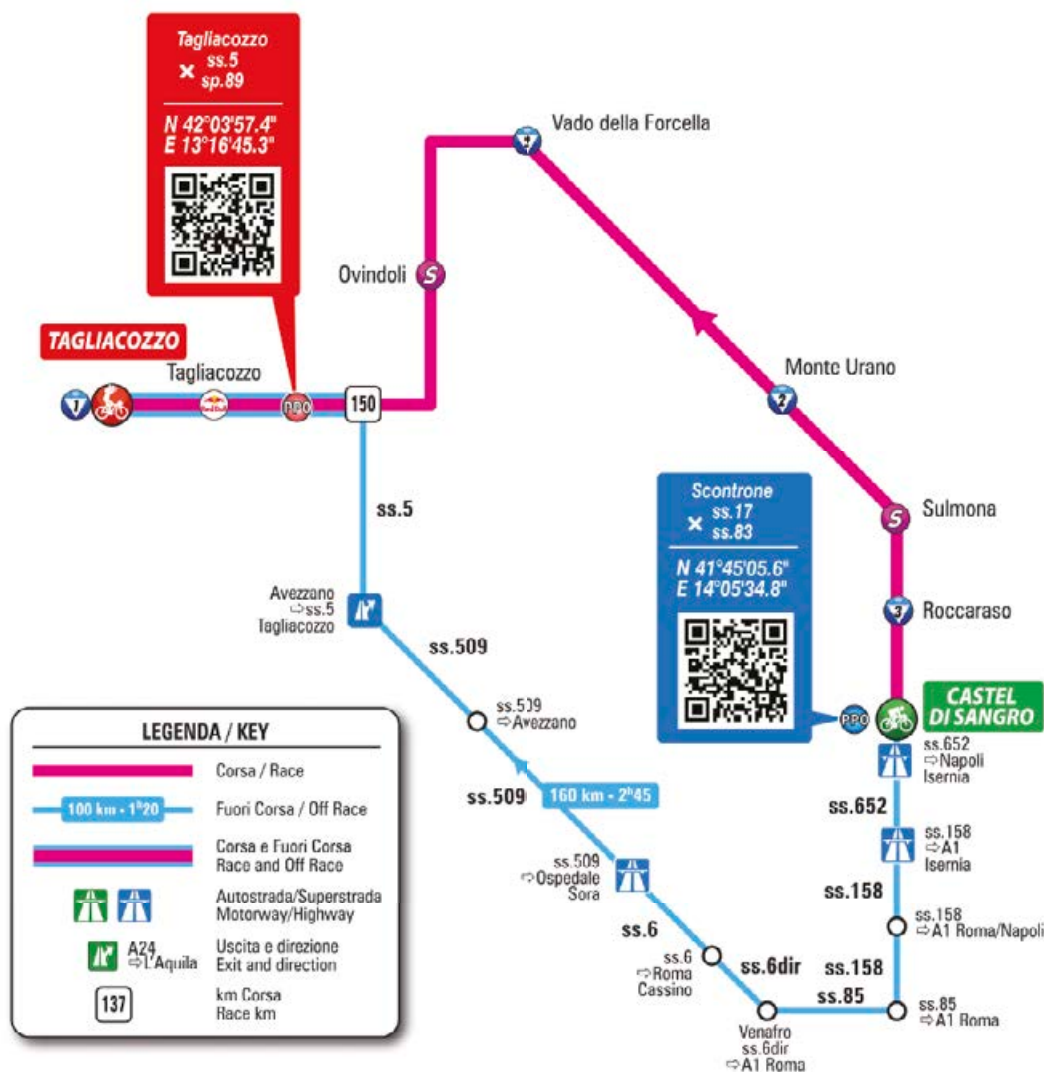 Tagliacozzo
× ss.5
sp.89
N 42°03'57.4"
E 13°16'45.3"
Vado della Forcella
3
Ovindoli
S
TAGLIACOZZO
Tagliacozzo
1
Red Bull
PPO
150
Monte Urano
2
ss.5
Scontrone
× ss.17
ss.83
N 41°45'05.6"
E 14°05'34.8"
S
Sulmona
3
Roccaraso
Avezzano
⇨ss.5
Tagliacozzo
ss.509
ss.509
⇨Avezzano
PPO
CASTEL
DI SANGRO
ss.652
⇨Napoli
Isernia
ss.509
160 km - 2ʰ45
ss.652
ss.158
⇨A1
Isernia
ss.509
⇨Ospedale
Sora
ss.158
ss.6
ss.158
⇨A1 Roma/Napoli
ss.6
⇨Roma
Cassino
ss.6dir
ss.158
ss.85
ss.85
⇨A1 Roma
Venafro
ss.6dir
⇨A1 Roma
LEGENDA / KEY
Corsa / Race
100 km - 1ʰ20
Fuori Corsa / Off Race
Corsa e Fuori Corsa
Race and Off Race
Autostrada/Superstrada
Motorway/Highway
A24
⇨L'Aquila
Uscita e direzione
Exit and direction
137
km Corsa
Race km